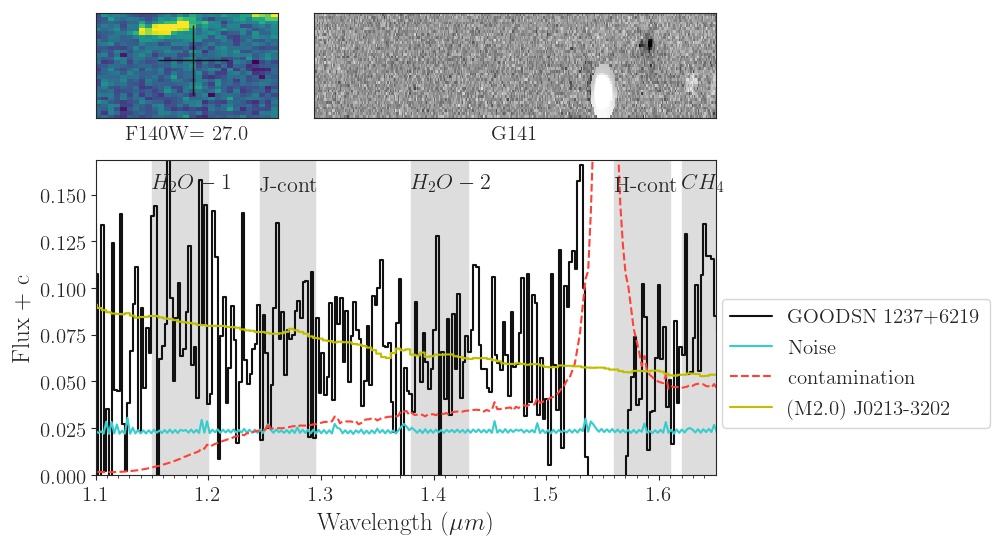 F140W= 27.0
G141
H₂O − 1
J-cont
H₂O − 2
H-cont
CH₄
0.150
0.125
0.100
0.075
0.050
0.025
0.000
Flux + c
1.1
1.2
1.3
1.4
1.5
1.6
Wavelength (μm)
GOODSN 1237+6219
Noise
contamination
(M2.0) J0213-3202